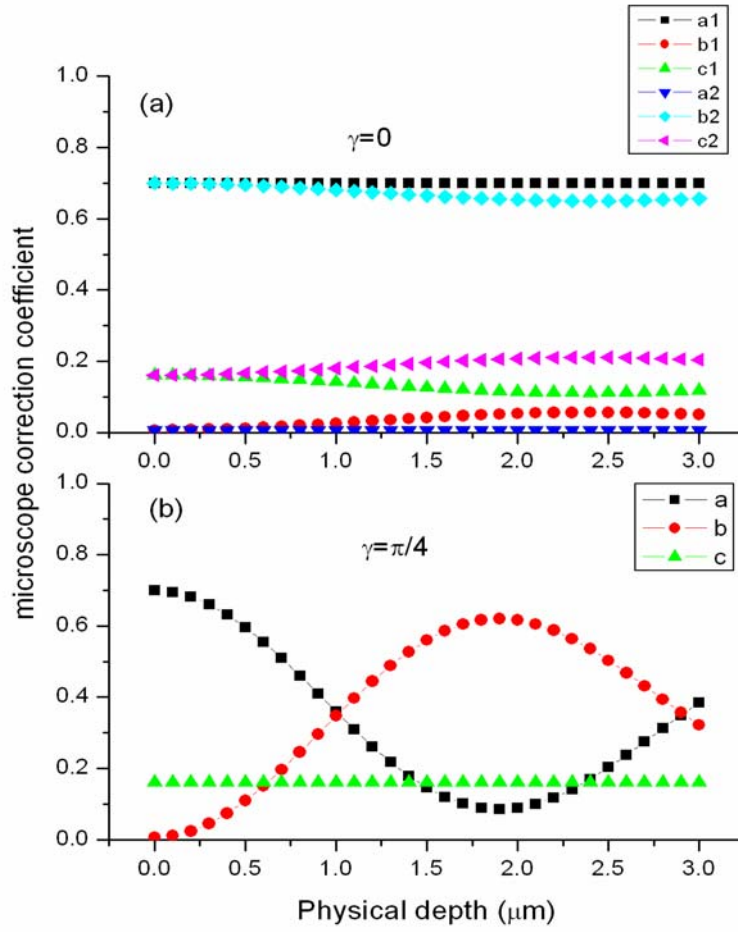 a1
b1
c1
a2
b2
c2
1.0
(a)
γ=0
0.8
0.6
0.4
0.2
0.0
0.0 0.5 1.0 1.5 2.0 2.5 3.0
microscope correction coefficient
1.0
(b)
γ=π/4
a
b
c
0.8
0.6
0.4
0.2
0.0
0.0 0.5 1.0 1.5 2.0 2.5 3.0
Physical depth (μm)